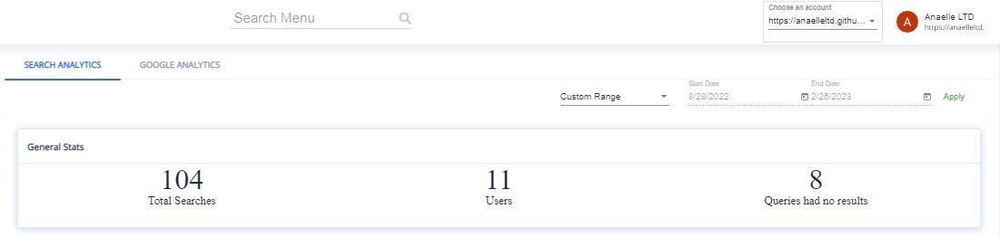 Search Menu
Choose an account
https://anaelleltd.githu...
A
Anaelle LTD
https://anaelleltd.
SEARCH ANALYTICS
GOOGLE ANALYTICS
Custom Range
Start Date
8/28/2022
End Date
2/26/2023
Apply
General Stats
104
Total Searches
11
Users
8
Queries had no results